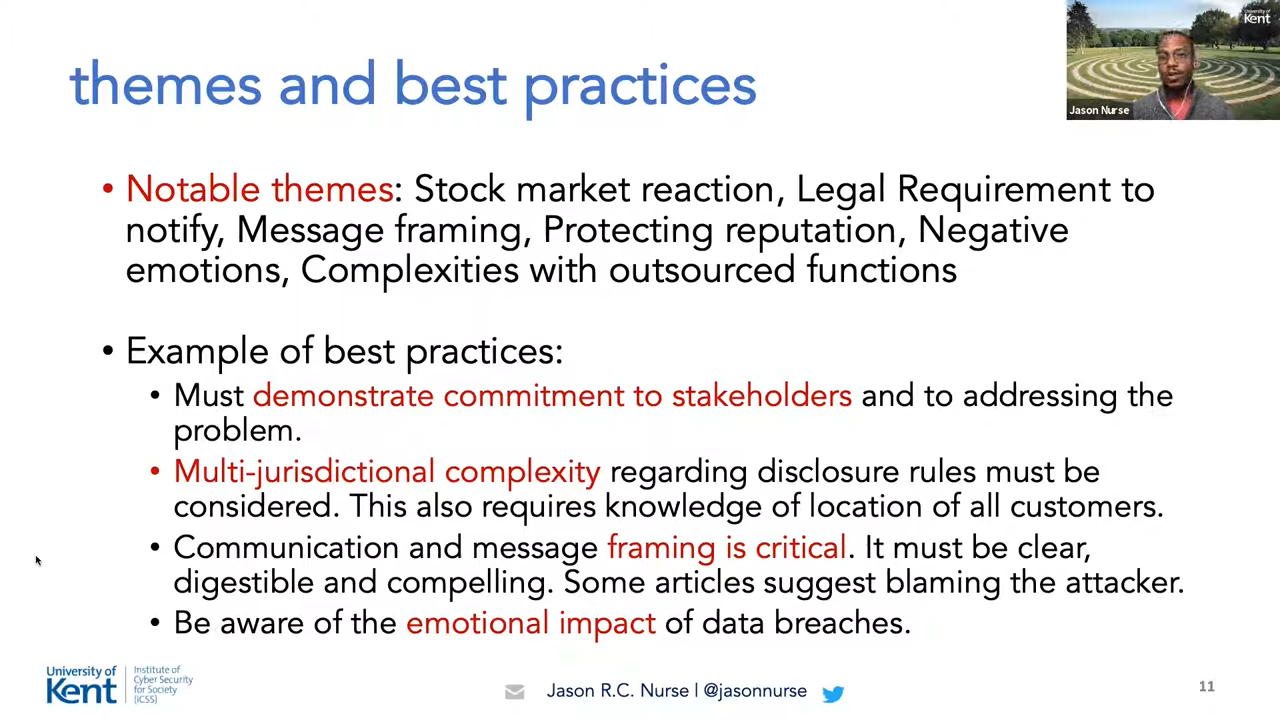 themes and best practices
University of
Kent
Jason Nurse
• Notable themes: Stock market reaction, Legal Requirement to
notify, Message framing, Protecting reputation, Negative
emotions, Complexities with outsourced functions
• Example of best practices:
• Must demonstrate commitment to stakeholders and to addressing the
problem.
• Multi-jurisdictional complexity regarding disclosure rules must be
considered. This also requires knowledge of location of all customers.
• Communication and message framing is critical. It must be clear,
digestible and compelling. Some articles suggest blaming the attacker.
• Be aware of the emotional impact of data breaches.
University of
Kent
Institute of
Cyber Security
for Society
(iCSS)
Jason R.C. Nurse | @jasonnurse
11